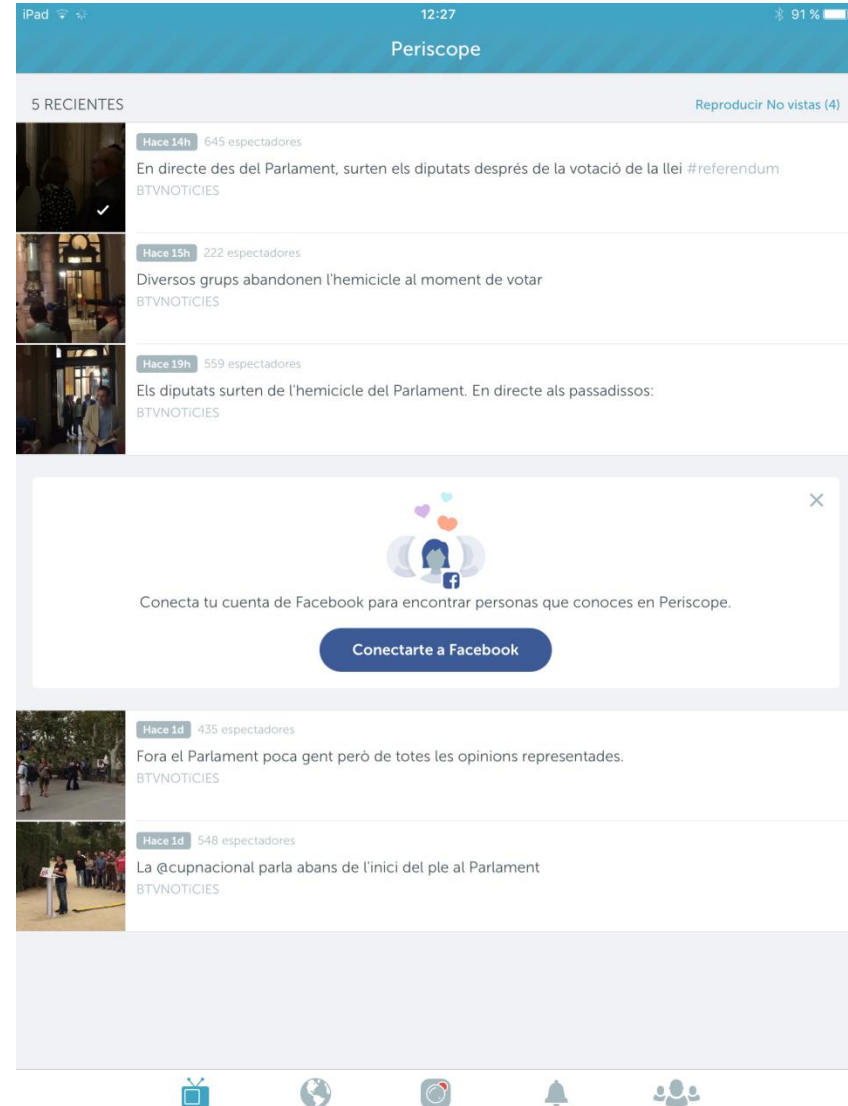 iPad 12:27 91 %
Periscope
5 RECIENTES Reproducir No vistas (4)
Hace 14h 645 espectadores
En directe des del Parlament, surten els diputats després de la votació de la llei #referendum
BTVNOTíCIES
Hace 15h 222 espectadores
Diversos grups abandonen l'hemicicle al moment de votar
BTVNOTíCIES
Hace 19h 559 espectadores
Els diputats surten de l'hemicicle del Parlament. En directe als passadissos:
BTVNOTíCIES
Conecta tu cuenta de Facebook para encontrar personas que conoces en Periscope.
Conectarte a Facebook
Hace 1d 435 espectadores
Fora el Parlament poca gent però de totes les opinions representades.
BTVNOTíCIES
Hace 1d 548 espectadores
La @cupnacional parla abans de l'inici del ple al Parlament
BTVNOTíCIES